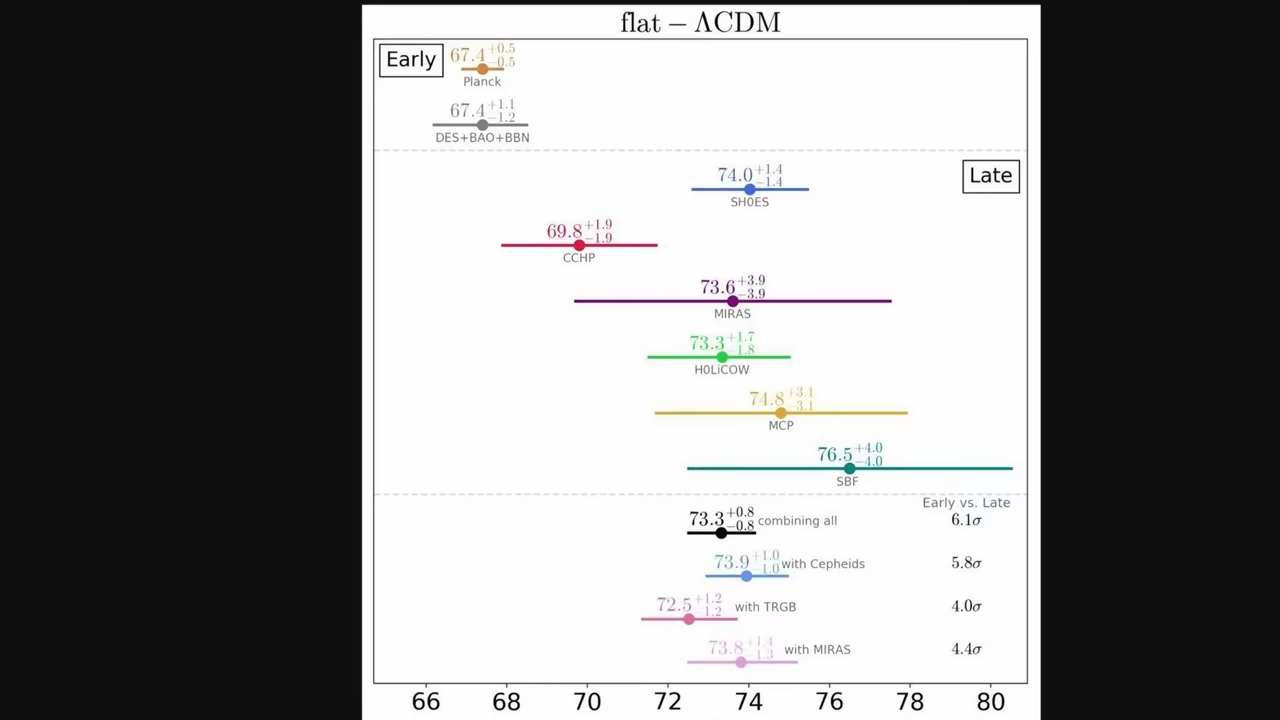 flat − ΛCDM
Early
67.4 +0.5 −0.5
Planck
67.4 +1.1 −1.2
DES+BAO+BBN
Late
74.0 +1.4 −1.4
SH0ES
69.8 +1.9 −1.9
CCHP
73.6 +3.9 −3.9
MIRAS
73.3 +1.7 −1.8
H0LiCOW
74.8 +3.1 −3.1
MCP
76.5 +4.0 −4.0
SBF
Early vs. Late
73.3 +0.8 −0.8 combining all 6.1σ
73.9 +1.0 −1.0 with Cepheids 5.8σ
72.5 +1.2 −1.2 with TRGB 4.0σ
73.8 +1.4 −1.3 with MIRAS 4.4σ
66 68 70 72 74 76 78 80